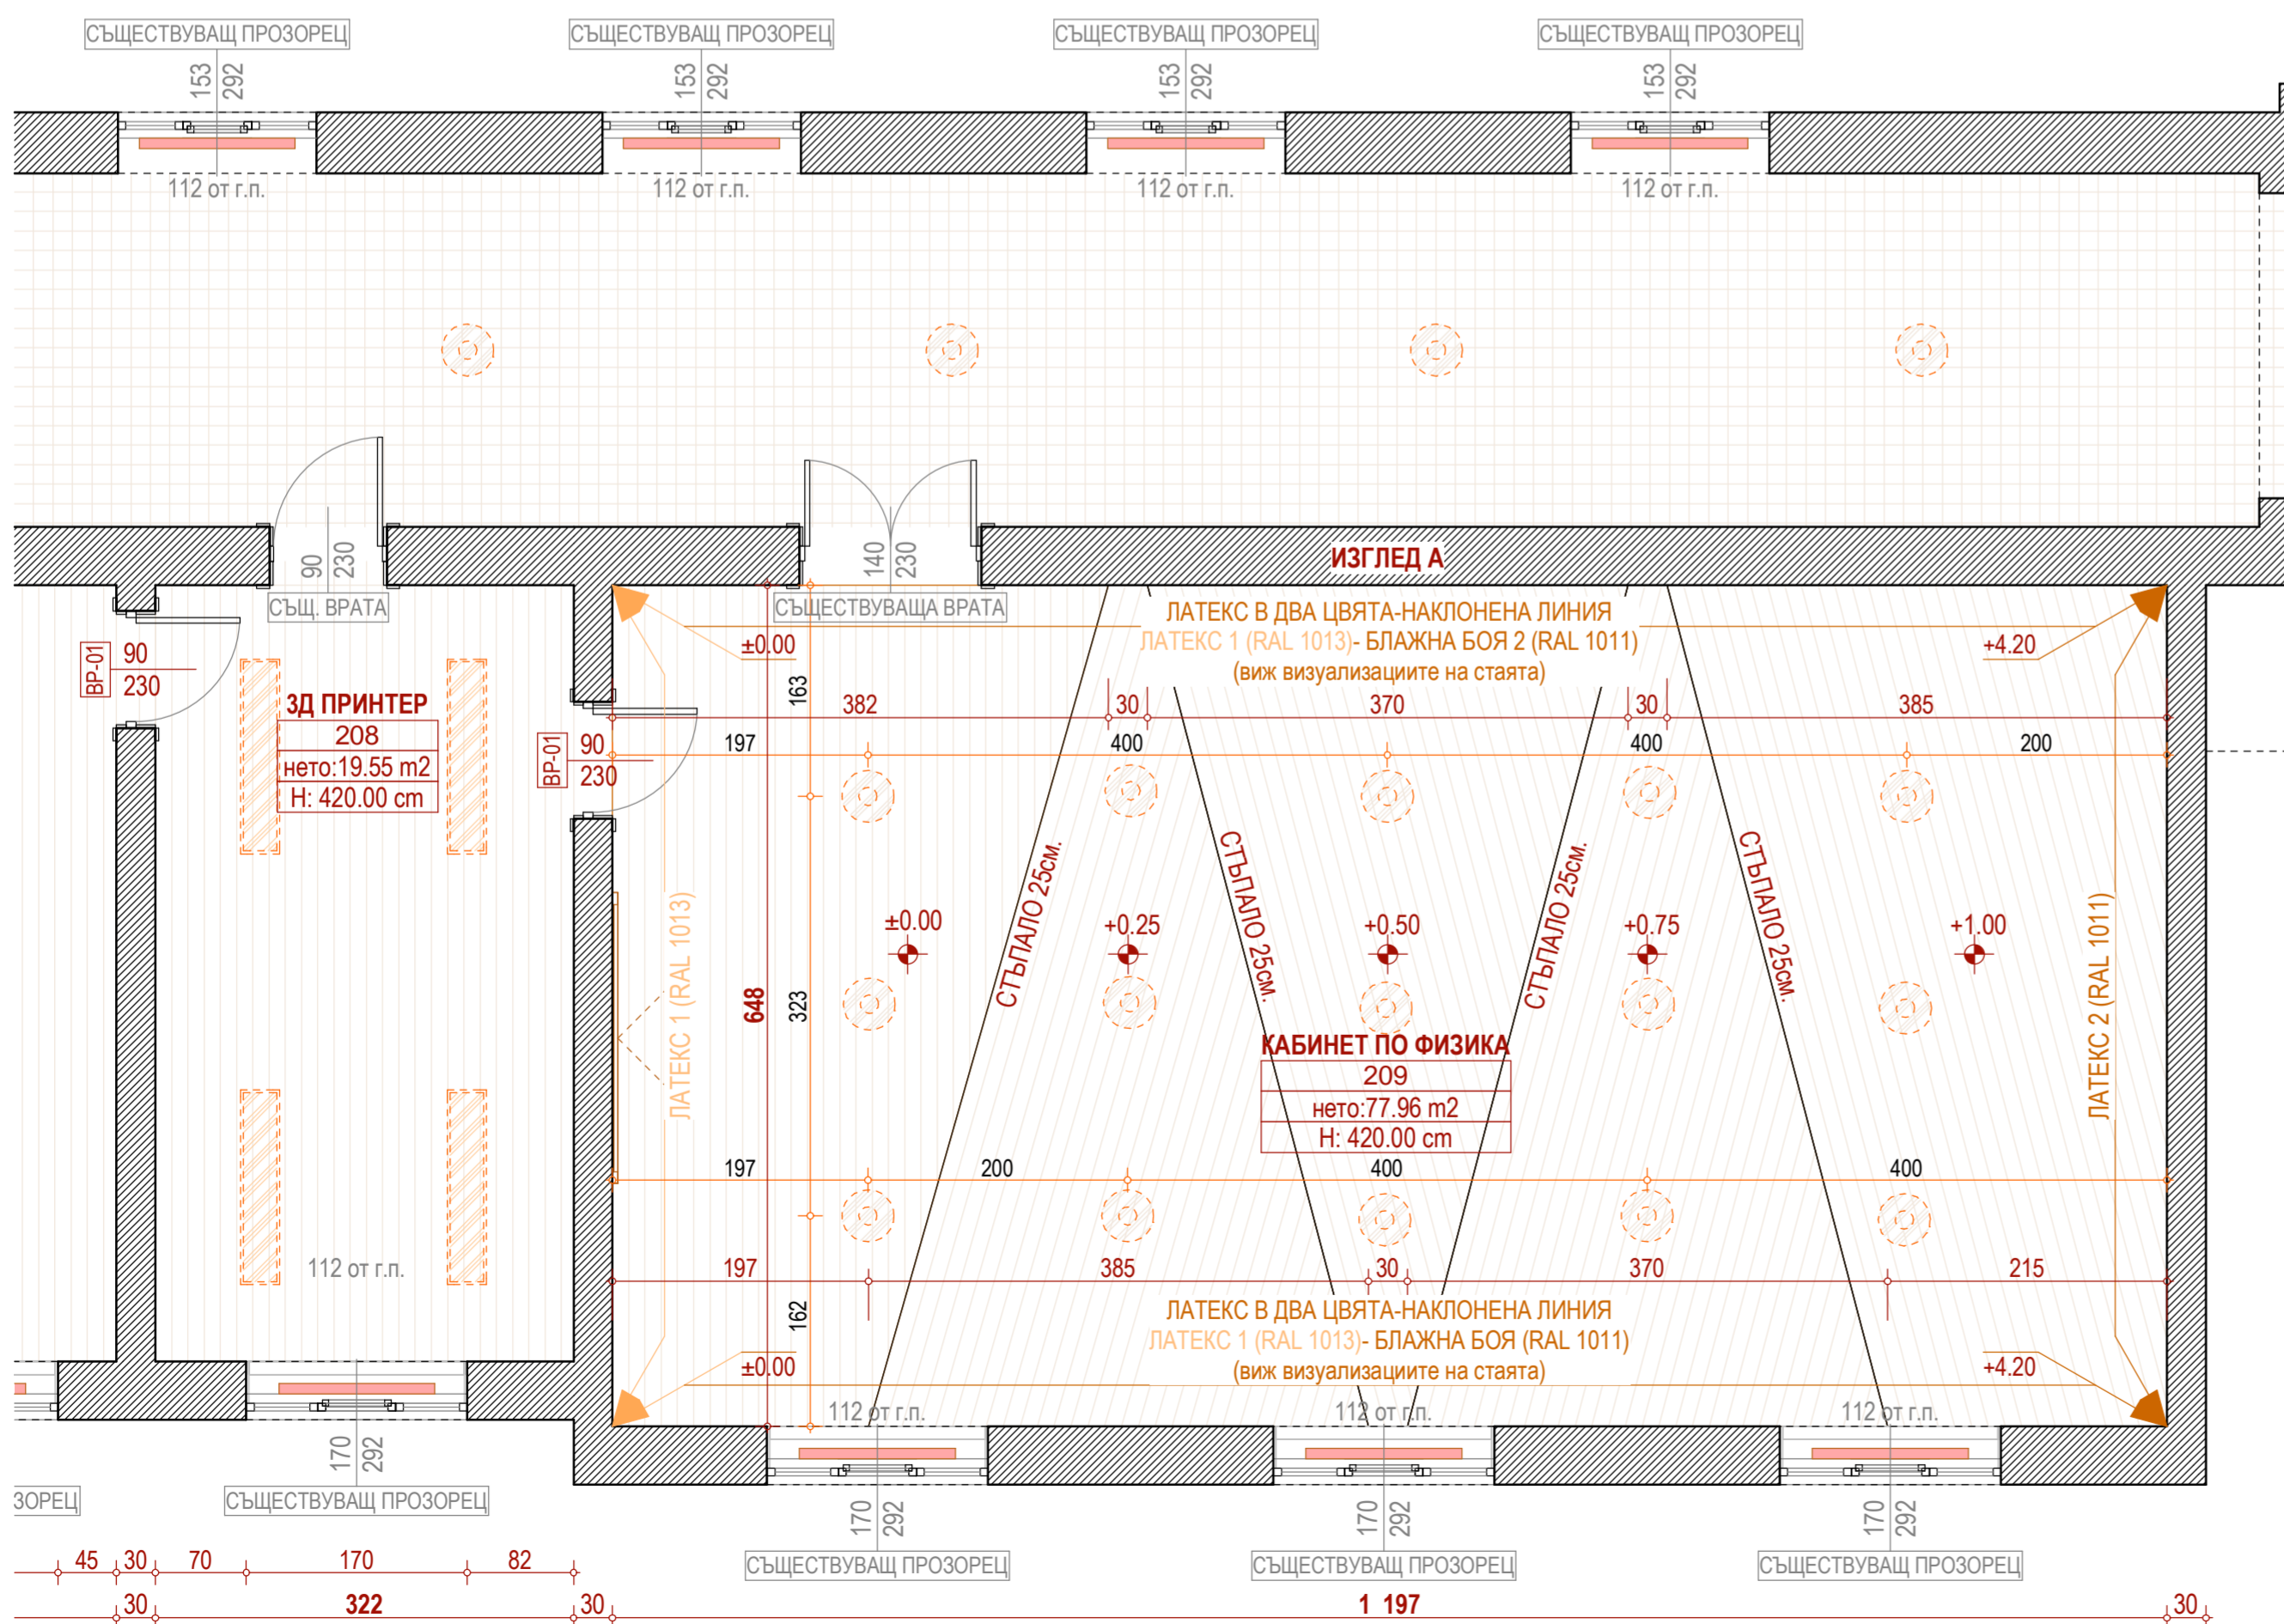 СЪЩЕСТВУВАЩ ПРОЗОРЕЦ
СЪЩЕСТВУВАЩ ПРОЗОРЕЦ
СЪЩЕСТВУВАЩ ПРОЗОРЕЦ
СЪЩЕСТВУВАЩ ПРОЗОРЕЦ
153
292
153
292
153
292
153
292
112 от г.п.
112 от г.п.
112 от г.п.
112 от г.п.
90
230
СЪЩ. ВРАТА
140
230
СЪЩЕСТВУВАЩА ВРАТА
ИЗГЛЕД А
ЛАТЕКС В ДВА ЦВЯТА-НАКЛОНЕНА ЛИНИЯ
ЛАТЕКС 1 (RAL 1013)- БЛАЖНА БОЯ 2 (RAL 1011)
(виж визуализациите на стаята)
±0.00
+4.20
ВР-01
90
230
3Д ПРИНТЕР
208
нето:19.55 m2
H: 420.00 cm
ВР-01
90
230
163
382
30
370
30
385
197
400
400
200
СТЪПАЛО 25см.
СТЪПАЛО 25см.
СТЪПАЛО 25см.
СТЪПАЛО 25см.
±0.00
+0.25
+0.50
+0.75
+1.00
ЛАТЕКС 1 (RAL 1013)
648
323
ЛАТЕКС 2 (RAL 1011)
КАБИНЕТ ПО ФИЗИКА
209
нето:77.96 m2
H: 420.00 cm
197
200
400
400
112 от г.п.
197
385
30
370
215
162
ЛАТЕКС В ДВА ЦВЯТА-НАКЛОНЕНА ЛИНИЯ
ЛАТЕКС 1 (RAL 1013)- БЛАЖНА БОЯ (RAL 1011)
(виж визуализациите на стаята)
±0.00
+4.20
112 от г.п.
112 от г.п.
112 от г.п.
170
292
170
292
170
292
170
292
ЗОРЕЦ
СЪЩЕСТВУВАЩ ПРОЗОРЕЦ
СЪЩЕСТВУВАЩ ПРОЗОРЕЦ
СЪЩЕСТВУВАЩ ПРОЗОРЕЦ
СЪЩЕСТВУВАЩ ПРОЗОРЕЦ
45
30
70
170
82
30
322
30
1 197
30